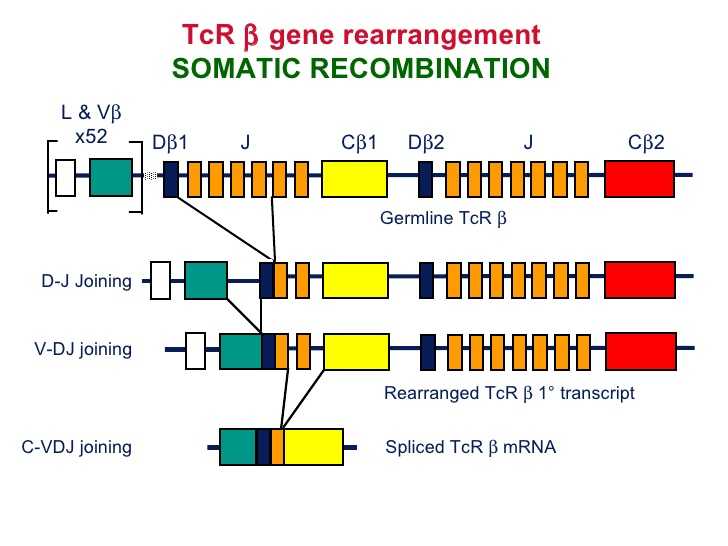 TcR β gene rearrangement
SOMATIC RECOMBINATION
L & Vβ
x52
Dβ1
J
Cβ1
Dβ2
J
Cβ2
Germline TcR β
D-J Joining
V-DJ joining
Rearranged TcR β 1° transcript
C-VDJ joining
Spliced TcR β mRNA